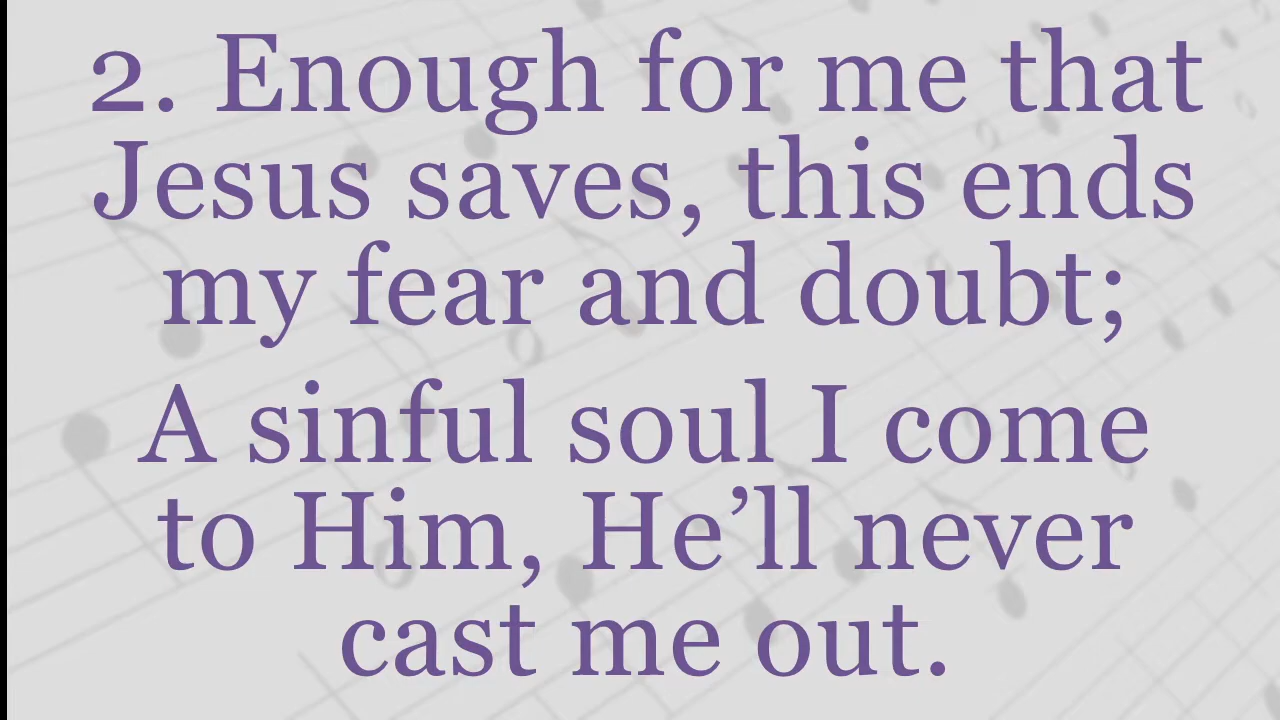 2. Enough for me that
Jesus saves, this ends
my fear and doubt;
A sinful soul I come
to Him, He’ll never
cast me out.